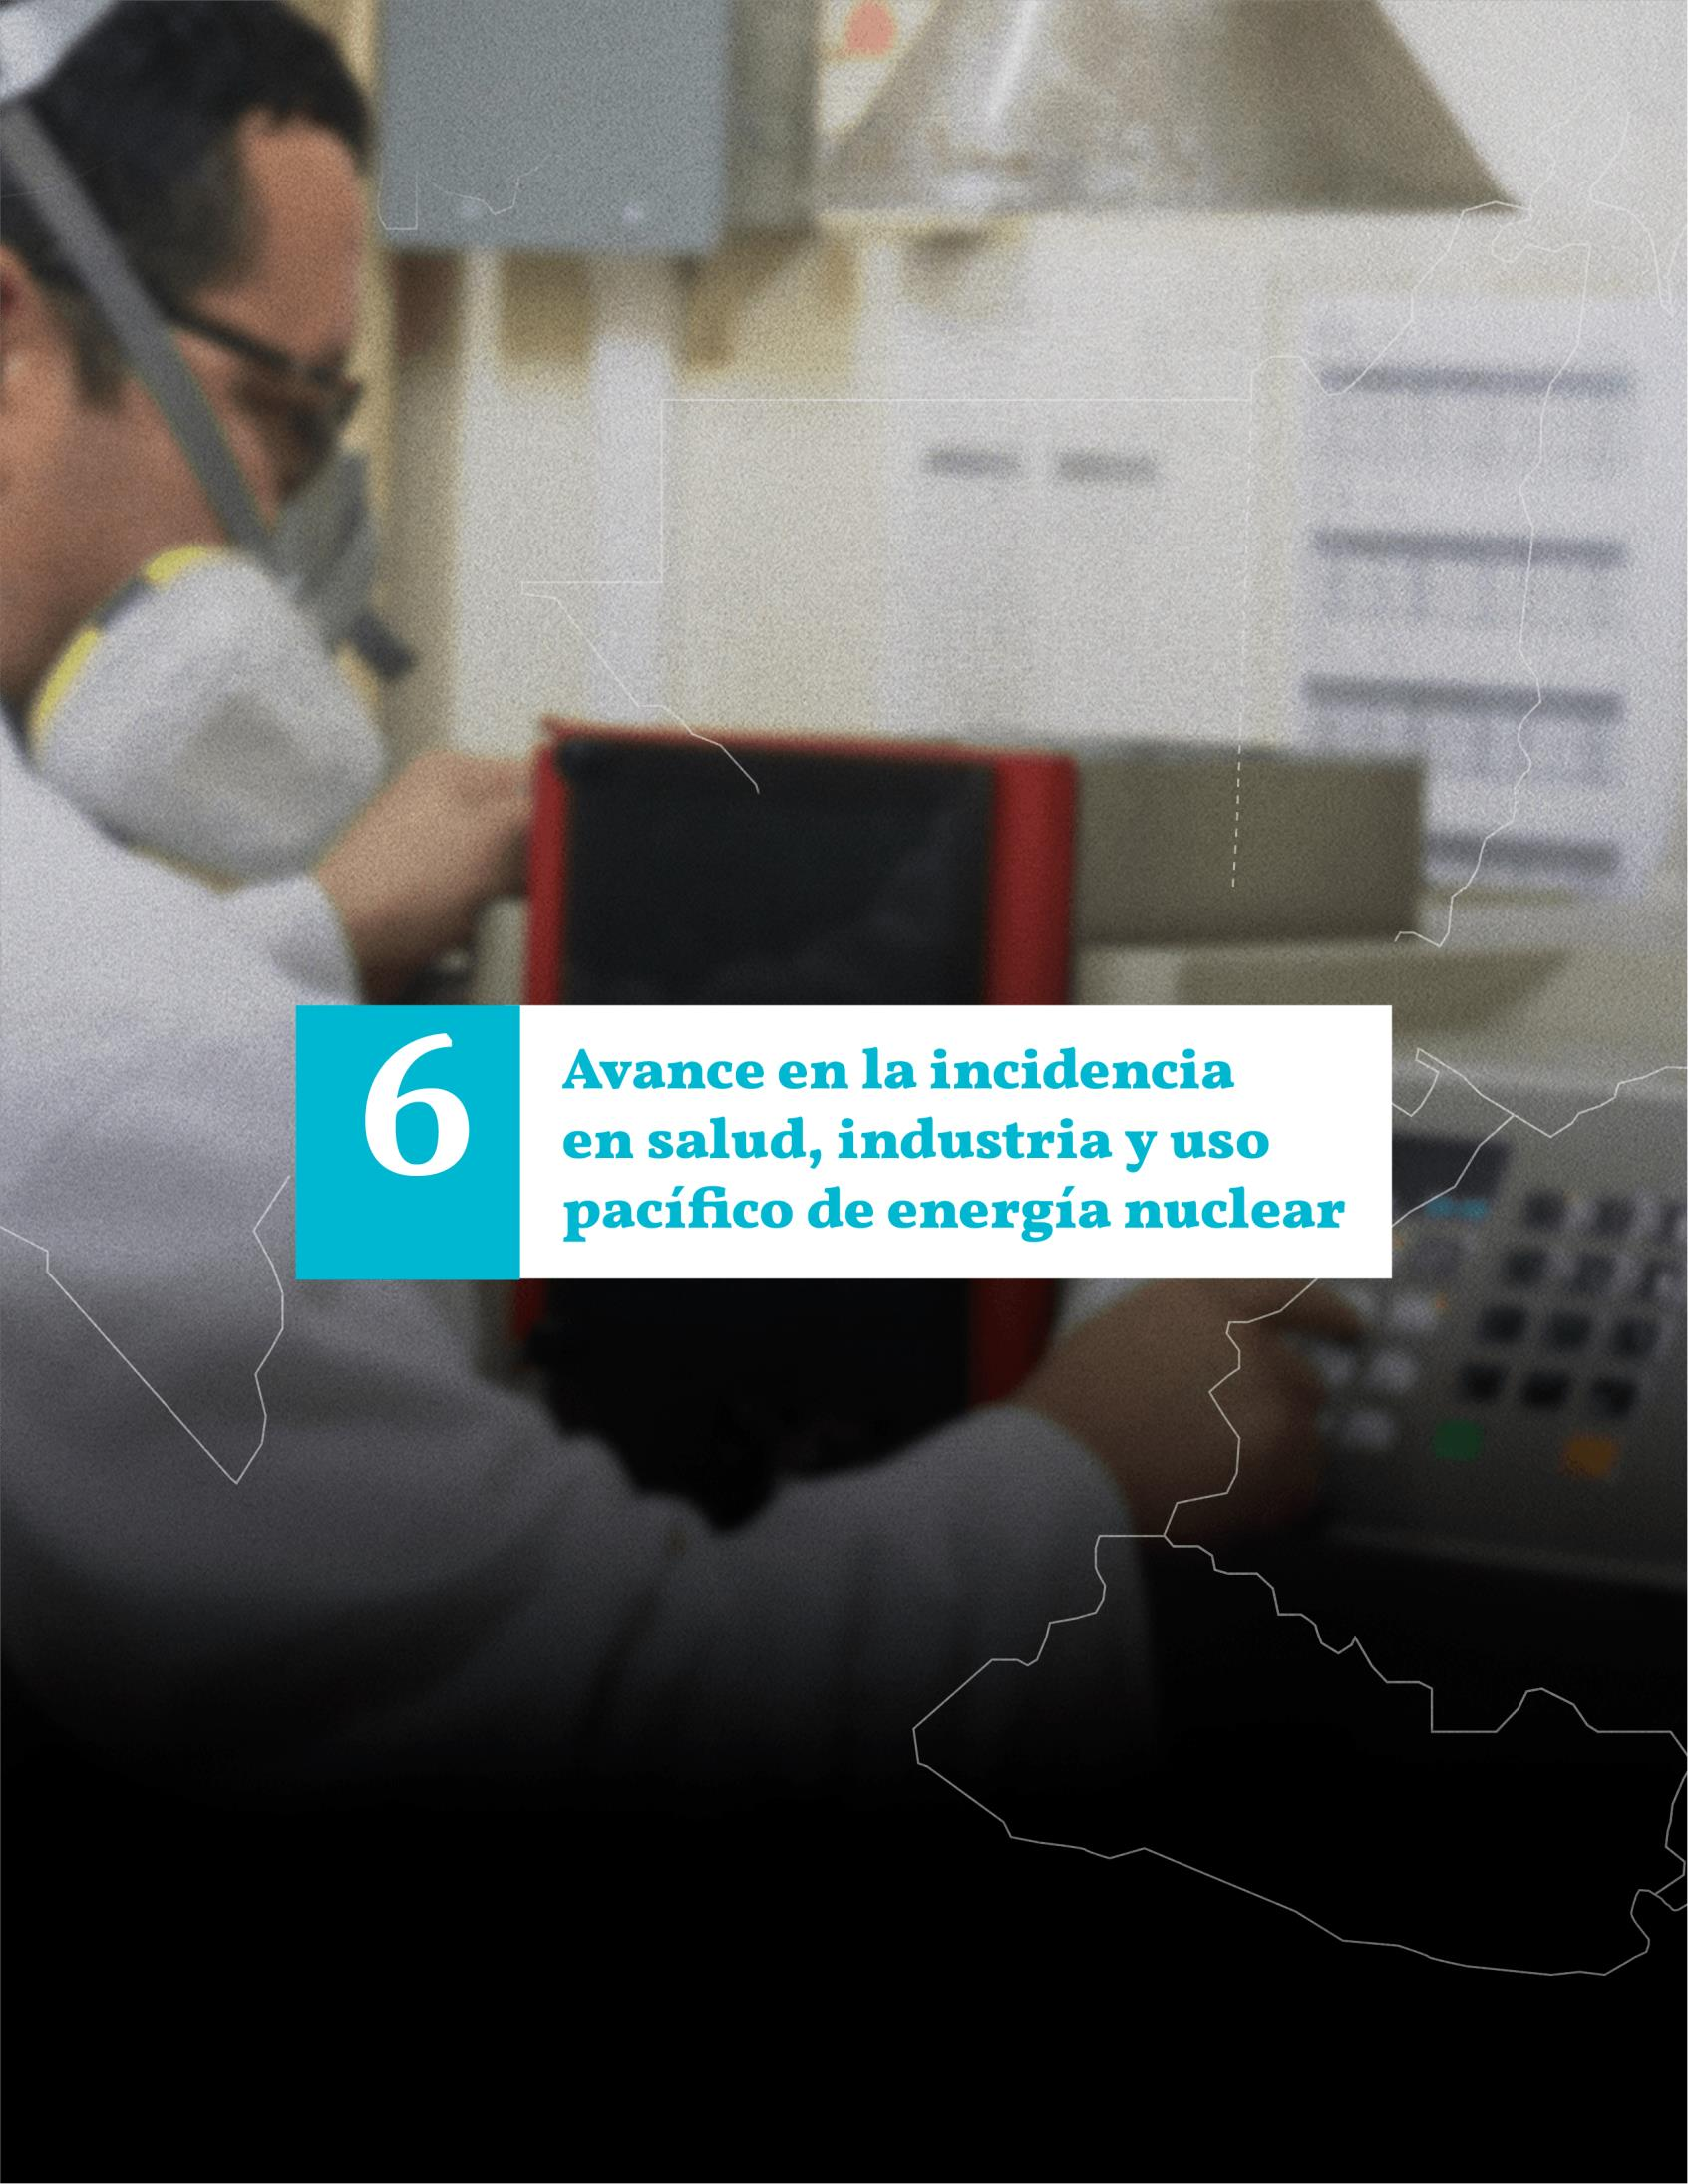 6
Avance en la incidencia
en salud, industria y uso
pacífico de energía nuclear